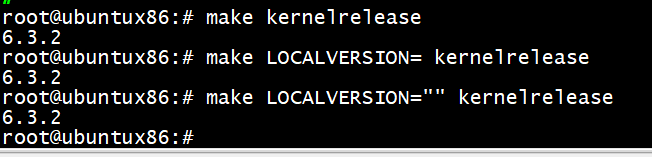 root@ubuntux86:# make kernelrelease
6.3.2
root@ubuntux86:# make LOCALVERSION= kernelrelease
6.3.2
root@ubuntux86:# make LOCALVERSION="" kernelrelease
6.3.2
root@ubuntux86:#